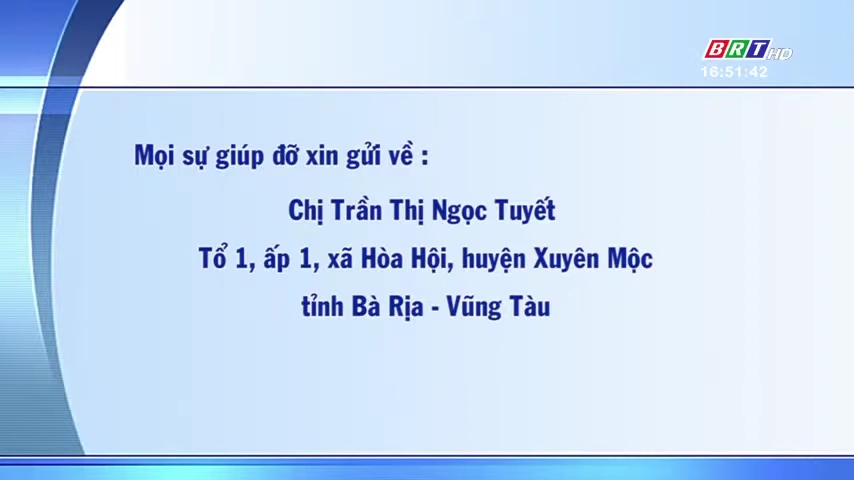 BRT HD
16:51:42
Mọi sự giúp đỡ xin gửi về :
Chị Trần Thị Ngọc Tuyết
Tổ 1, ấp 1, xã Hòa Hội, huyện Xuyên Mộc
tỉnh Bà Rịa - Vũng Tàu